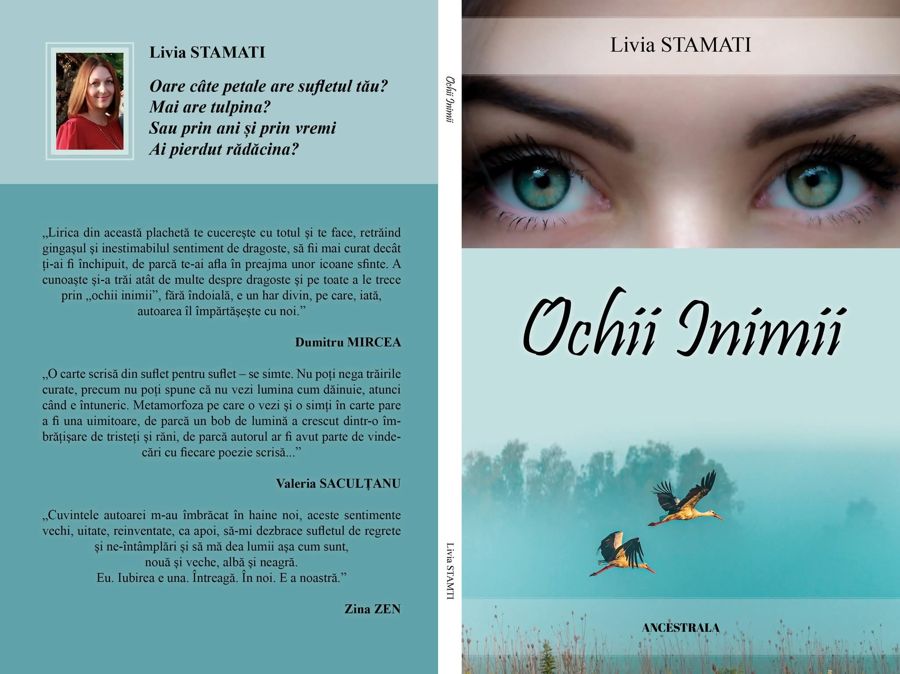 Livia STAMATI
Oare câte petale are sufletul tău?
Mai are tulpina?
Sau prin ani și prin vremi
Ai pierdut rădăcina?
„Lirica din această plachetă te cucerește cu totul și te face, retrăind
gingașul și inestimabilul sentiment de dragoste, să fii mai curat decât
ți-ai fi închipuit, de parcă te-ai afla în preajma unor icoane sfinte. A
cunoaște și-a trăi atât de multe despre dragoste și pe toate a le trece
prin „ochii inimii”, fără îndoială, e un har divin, pe care, iată,
autoarea îl împărtășește cu noi.”
Dumitru MIRCEA
„O carte scrisă din suflet pentru suflet – se simte. Nu poți nega trăirile
curate, precum nu poți spune că nu vezi lumina cum dăinuie, atunci
când e întuneric. Metamorfoza pe care o vezi și o simți în carte pare
a fi una uimitoare, de parcă un bob de lumină a crescut dintr-o îm-
brățișare de tristeți și răni, de parcă autorul ar fi avut parte de vinde-
cări cu fiecare poezie scrisă...”
Valeria SACULȚANU
„Cuvintele autoarei m-au îmbrăcat în haine noi, aceste sentimente
vechi, uitate, reinventate, ca apoi, să-mi dezbrace sufletul de regrete
și ne-întâmplări și să mă dea lumii așa cum sunt,
nouă și veche, albă și neagră.
Eu. Iubirea e una. Întreagă. În noi. E a noastră.”
Zina ZEN
Ochii Inimii
Livia STAMTI
Livia STAMATI
Ochii Inimii
ANCESTRALA